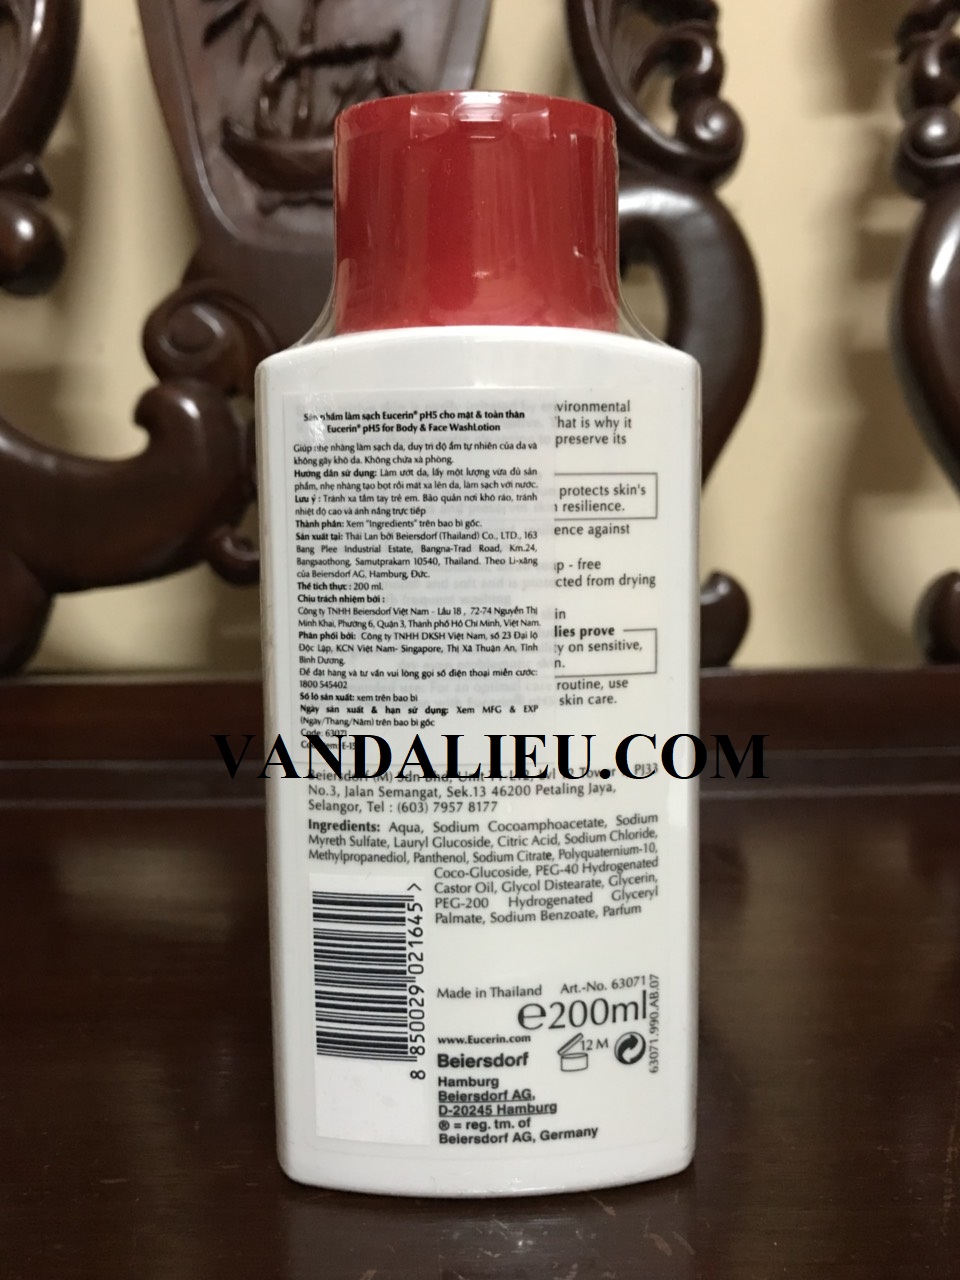 Sản phẩm làm sạch Eucerin® pH5 cho mặt & toàn thân
Eucerin® pH5 for Body & Face WashLotion
Giúp nhẹ nhàng làm sạch da, duy trì độ ẩm tự nhiên của da và
không gây khô da. Không chứa xà phòng.
Hướng dẫn sử dụng: Làm ướt da, lấy một lượng vừa đủ sản
phẩm, nhẹ nhàng tạo bọt rồi mát xa lên da, làm sạch với nước.
Lưu ý : Tránh xa tầm tay trẻ em. Bảo quản nơi khô ráo, tránh
nhiệt độ cao và ánh nắng trực tiếp
Thành phần: Xem "Ingredients" trên bao bì gốc.
Sản xuất tại: Thái Lan bởi Beiersdorf (Thailand) Co., LTD., 163
Bang Plee Industrial Estate, Bangna-Trad Road, Km.24,
Bangsaothong, Samutprakarn 10540, Thailand. Theo Li-xăng
của Beiersdorf AG, Hamburg, Đức.
Thể tích thực : 200 ml.
Chịu trách nhiệm bởi :
Công ty TNHH Beiersdorf Việt Nam - Lầu 18 , 72-74 Nguyễn Thị
Minh Khai, Phường 6, Quận 3, Thành phố Hồ Chí Minh, Việt Nam.
Phân phối bởi: Công ty TNHH DKSH Việt Nam, số 23 Đại lộ
Độc Lập, KCN Việt Nam- Singapore, Thị Xã Thuận An, Tỉnh
Bình Dương.
Để đặt hàng và tư vấn vui lòng gọi số điện thoại miễn cước:
1800 545402
Số lô sản xuất: xem trên bao bì
Ngày sản xuất & hạn sử dụng: Xem MFG & EXP
(Ngày/Tháng/Năm) trên bao bì gốc
Code: 63071
vironmental
hat is why it
preserve its
protects skin's
resilience.
ence against
p - free
cted from drying
in
lies prove
y on sensitive,
n.
routine, use
skin care.
VANDALIEU.COM
Beiersdorf (M) Sdn Bhd, Tower PJ33
No.3, Jalan Semangat, Sek.13 46200 Petaling Jaya,
Selangor, Tel : (603) 7957 8177
Ingredients: Aqua, Sodium Cocoamphoacetate, Sodium
Myreth Sulfate, Lauryl Glucoside, Citric Acid, Sodium Chloride,
Methylpropanediol, Panthenol, Sodium Citrate, Polyquaternium-10,
Coco-Glucoside, PEG-40 Hydrogenated
Castor Oil, Glycol Distearate, Glycerin,
PEG-200 Hydrogenated Glyceryl
Palmate, Sodium Benzoate, Parfum
8 850029 021645 >
Made in Thailand Art.-No. 63071
℮200ml
63071.990.AB.07
www.Eucerin.com
12 M
Beiersdorf
Hamburg
Beiersdorf AG,
D-20245 Hamburg
® = reg. tm. of
Beiersdorf AG, Germany